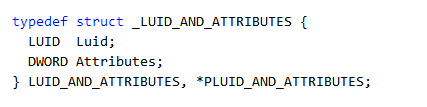 typedef struct _LUID_AND_ATTRIBUTES {
  LUID  Luid;
  DWORD Attributes;
} LUID_AND_ATTRIBUTES, *PLUID_AND_ATTRIBUTES;